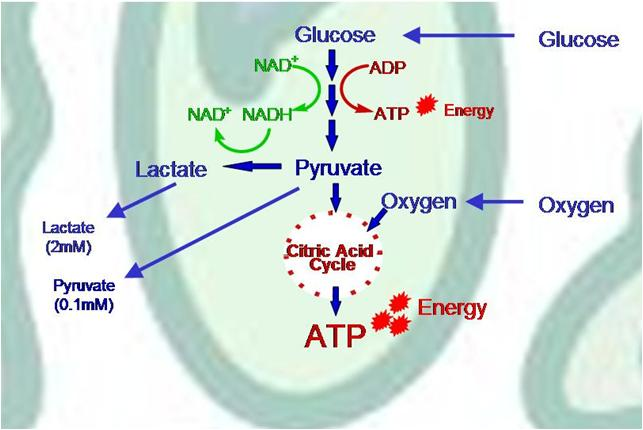 Glucose
Glucose
NAD+
ADP
NAD+
NADH
ATP
Energy
Lactate
Pyruvate
Oxygen
Oxygen
Lactate
(2mM)
Citric Acid
Cycle
Pyruvate
(0.1mM)
ATP
Energy